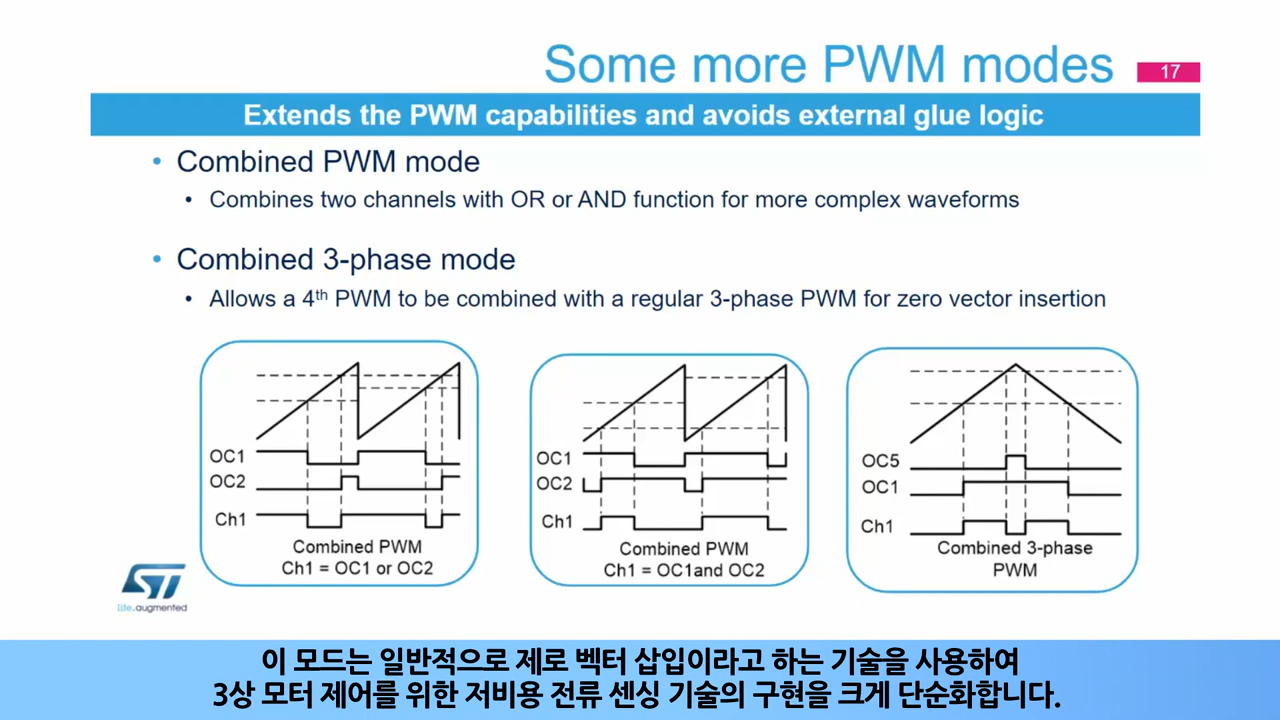 Some more PWM modes
17
Extends the PWM capabilities and avoids external glue logic
• Combined PWM mode
• Combines two channels with OR or AND function for more complex waveforms
• Combined 3-phase mode
• Allows a 4th PWM to be combined with a regular 3-phase PWM for zero vector insertion
OC1
OC2
Ch1
Combined PWM
Ch1 = OC1 or OC2
OC1
OC2
Ch1
Combined PWM
Ch1 = OC1and OC2
OC5
OC1
Ch1
Combined 3-phase
PWM
ST
life.augmented
이 모드는 일반적으로 제로 벡터 삽입이라고 하는 기술을 사용하여
3상 모터 제어를 위한 저비용 전류 센싱 기술의 구현을 크게 단순화합니다.